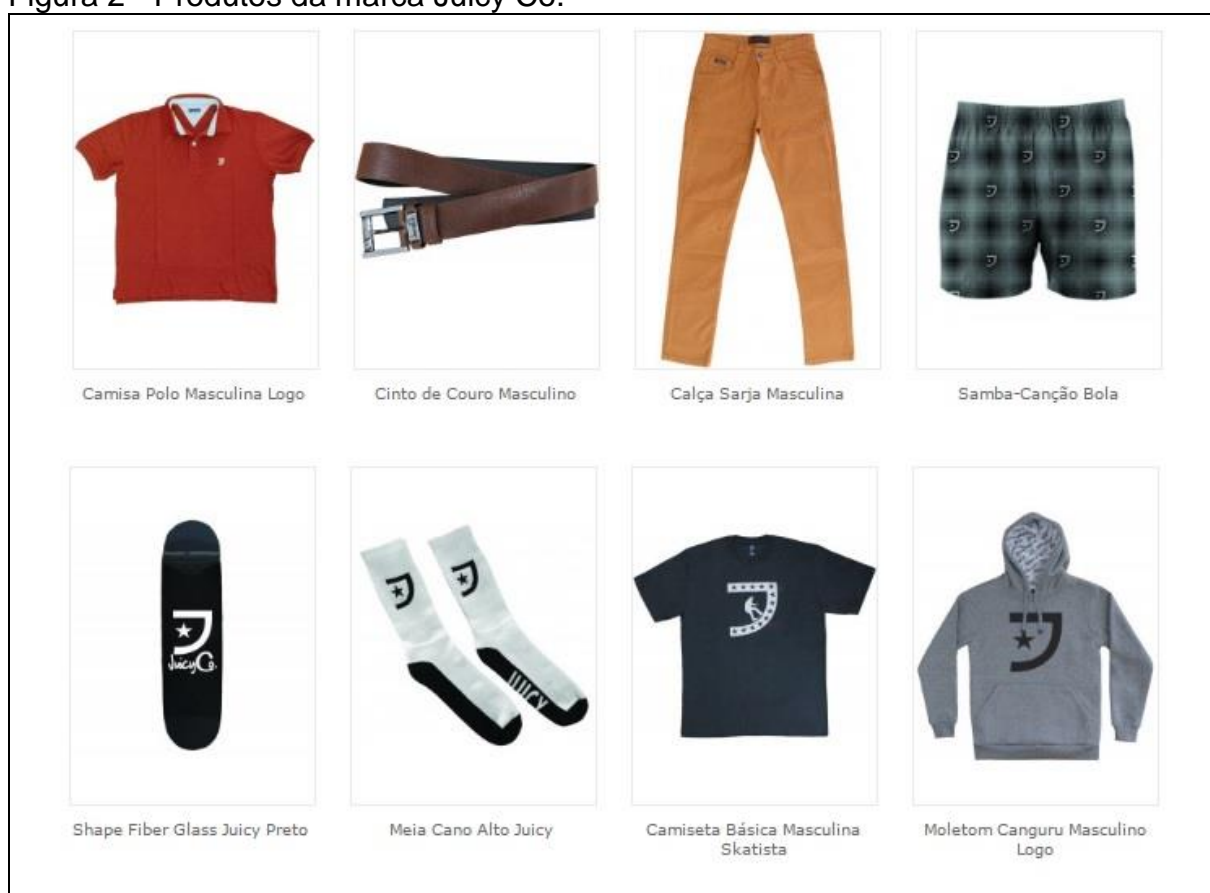 Figura 2 - Produtos da marca Juicy Co.
Camisa Polo Masculina Logo
Cinto de Couro Masculino
Calça Sarja Masculina
Samba-Canção Bola
JuicyCo.
JUICY
Shape Fiber Glass Juicy Preto
Meia Cano Alto Juicy
Camiseta Básica Masculina
Skatista
Moletom Canguru Masculino
Logo